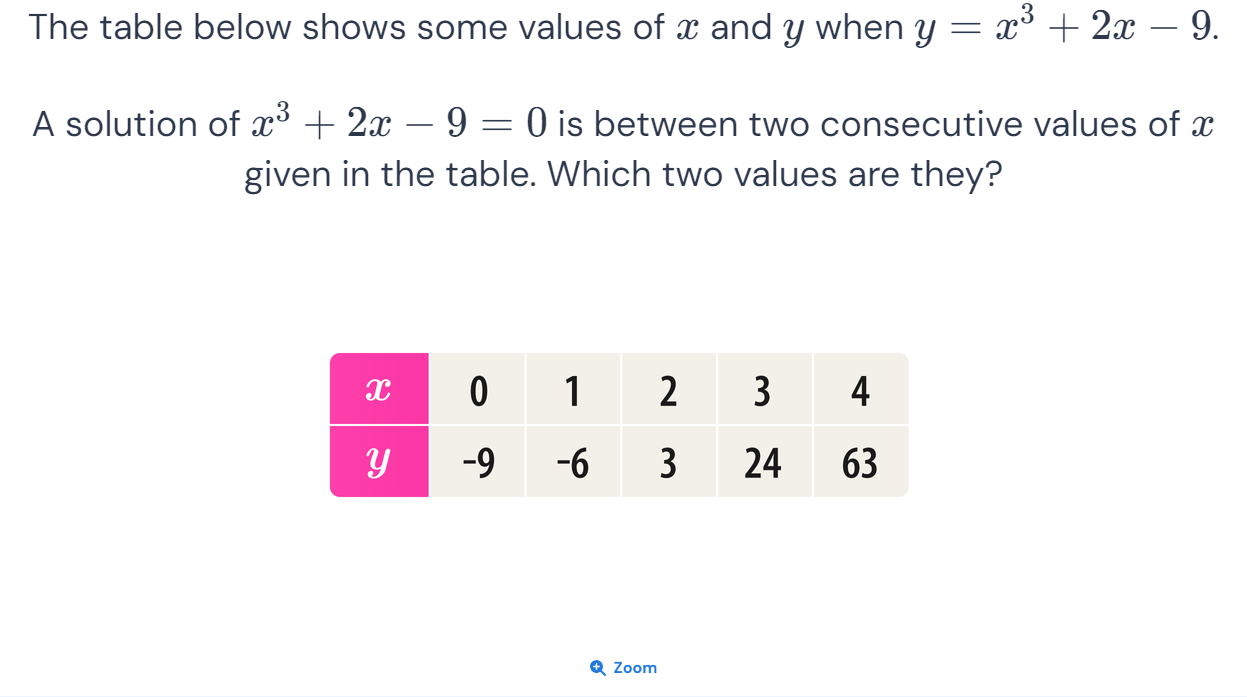 The table below shows some values of x and y when y = x³ + 2x − 9.
A solution of x³ + 2x − 9 = 0 is between two consecutive values of x
given in the table. Which two values are they?
x 0 1 2 3 4
y -9 -6 3 24 63
Zoom